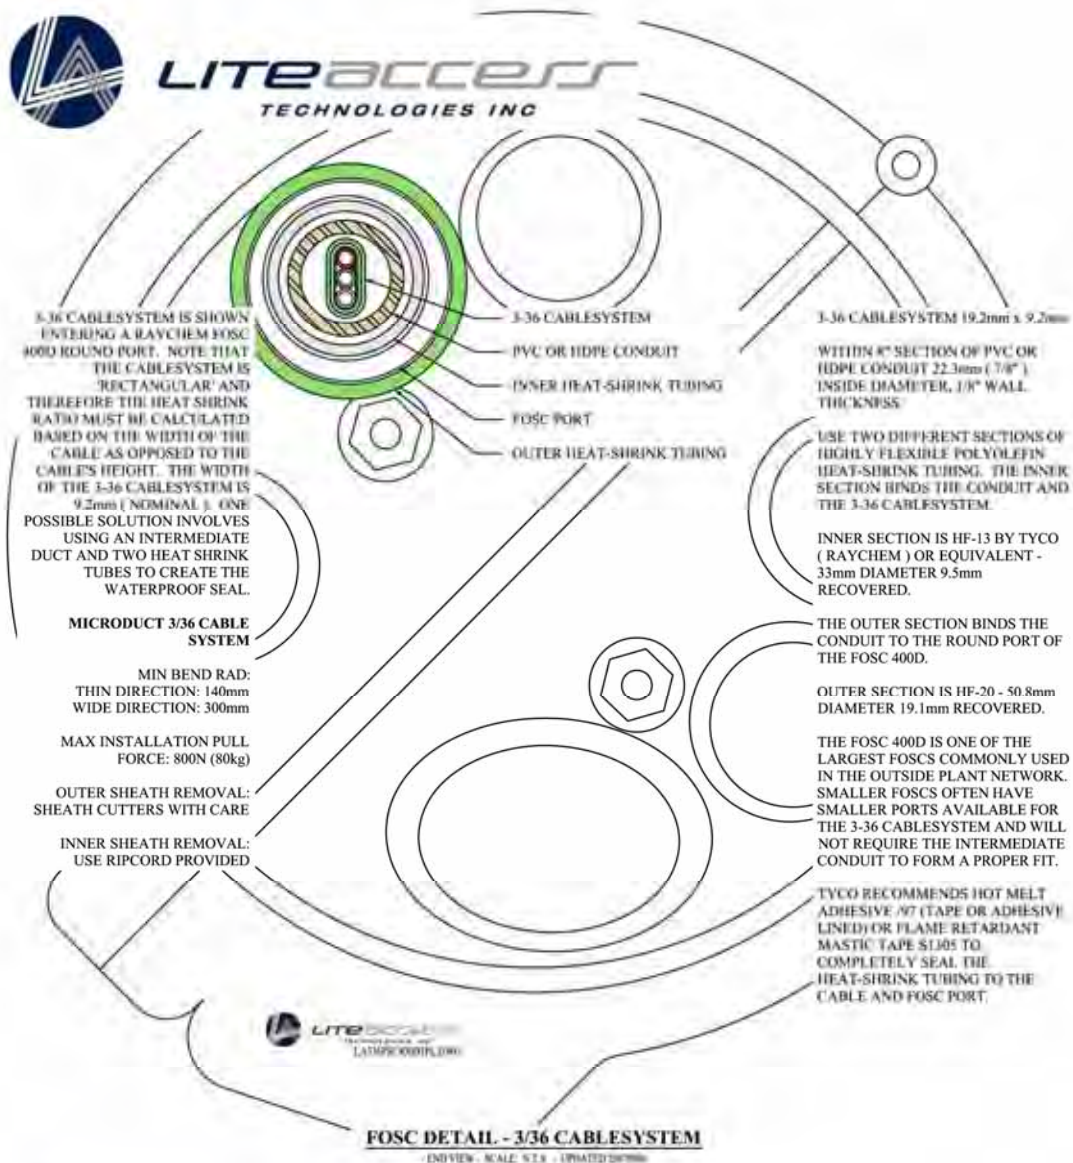 LITEACCESS
TECHNOLOGIES INC
3-36 CABLESYSTEM IS SHOWN
ENTERING A RAYCHEM FOSC
400D ROUND PORT. NOTE THAT
THE CABLESYSTEM IS
'RECTANGULAR' AND
THEREFORE THE HEAT-SHRINK
RATIO MUST BE CALCULATED
BASED ON THE WIDTH OF THE
CABLE AS OPPOSED TO THE
CABLE'S HEIGHT. THE WIDTH
OF THE 3-36 CABLESYSTEM IS
9.2mm ( NOMINAL ). ONE
POSSIBLE SOLUTION INVOLVES
USING AN INTERMEDIATE
DUCT AND TWO HEAT SHRINK
TUBES TO CREATE THE
WATERPROOF SEAL.
MICRODUCT 3/36 CABLE
SYSTEM
MIN BEND RAD:
THIN DIRECTION: 140mm
WIDE DIRECTION: 300mm
MAX INSTALLATION PULL
FORCE: 800N (80kg)
OUTER SHEATH REMOVAL:
SHEATH CUTTERS WITH CARE
INNER SHEATH REMOVAL:
USE RIPCORD PROVIDED
3-36 CABLESYSTEM
PVC OR HDPE CONDUIT
INNER HEAT-SHRINK TUBING
FOSC PORT
OUTER HEAT-SHRINK TUBING
3-36 CABLESYSTEM 19.2mm x 9.2mm
WITHIN 8" SECTION OF PVC OR
HDPE CONDUIT 22.3mm ( 7/8" )
INSIDE DIAMETER, 1/8" WALL
THICKNESS
USE TWO DIFFERENT SECTIONS OF
HIGHLY FLEXIBLE POLYOLEFIN
HEAT-SHRINK TUBING. THE INNER
SECTION BINDS THE CONDUIT AND
THE 3-36 CABLESYSTEM.
INNER SECTION IS HF-13 BY TYCO
( RAYCHEM ) OR EQUIVALENT -
33mm DIAMETER 9.5mm
RECOVERED.
THE OUTER SECTION BINDS THE
CONDUIT TO THE ROUND PORT OF
THE FOSC 400D.
OUTER SECTION IS HF-20 - 50.8mm
DIAMETER 19.1mm RECOVERED.
THE FOSC 400D IS ONE OF THE
LARGEST FOSCS COMMONLY USED
IN THE OUTSIDE PLANT NETWORK.
SMALLER FOSCS OFTEN HAVE
SMALLER PORTS AVAILABLE FOR
THE 3-36 CABLESYSTEM AND WILL
NOT REQUIRE THE INTERMEDIATE
CONDUIT TO FORM A PROPER FIT.
TYCO RECOMMENDS HOT MELT
ADHESIVE /97 (TAPE OR ADHESIVE
LINED) OR FLAME RETARDANT
MASTIC TAPE
TO
COMPLETELY SEAL THE
HEAT-SHRINK TUBING TO THE
CABLE AND FOSC PORT
LITEACCESS
FOSC DETAIL - 3/36 CABLESYSTEM
END VIEW - SCALE N.T.S. - UPDATED